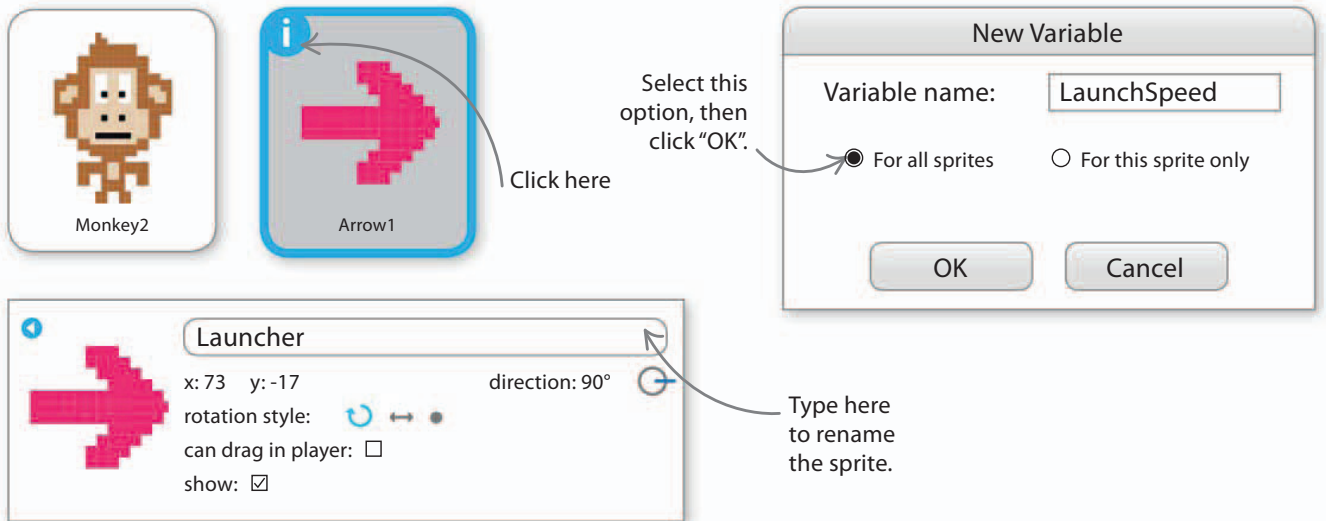 i
Monkey2
Arrow1
Click here
Select this
option, then
click “OK”.
New Variable
Variable name: LaunchSpeed
For all sprites For this sprite only
OK Cancel
Launcher
x: 73 y: -17 direction: 90°
rotation style:
can drag in player:
show:
Type here
to rename
the sprite.